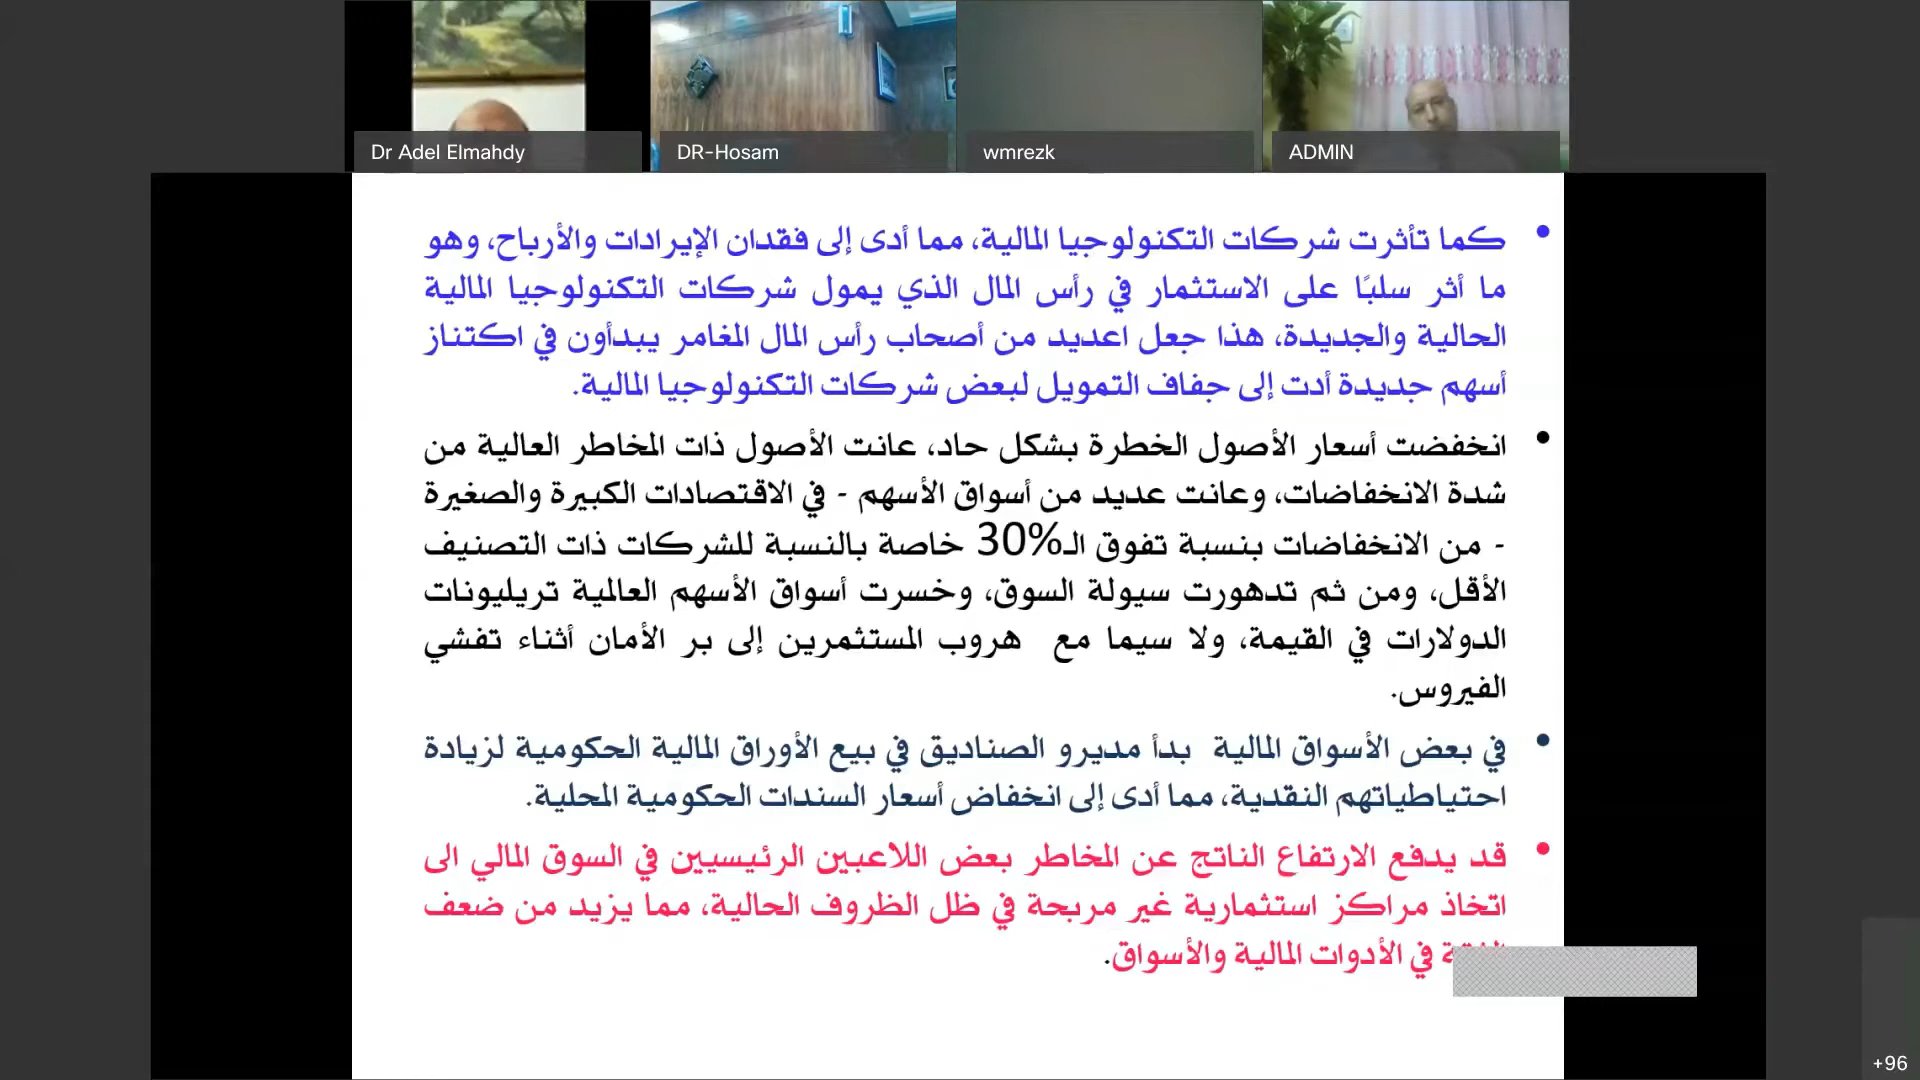 Dr Adel Elmahdy
DR-Hosam
wmrezk
ADMIN
• كما تأثرت شركات التكنولوجيا المالية، مما أدى إلى فقدان الإيرادات والأرباح، وهو
ما أثر سلبًا على الاستثمار في رأس المال الذي يمول شركات التكنولوجيا المالية
الحالية والجديدة، هذا جعل اعديد من أصحاب رأس المال المغامر يبدأون في اكتناز
أسهم جديدة أدت إلى جفاف التمويل لبعض شركات التكنولوجيا المالية.
• انخفضت أسعار الأصول الخطرة بشكل حاد، عانت الأصول ذات المخاطر العالية من
شدة الانخفاضات، وعانت عديد من أسواق الأسهم - في الاقتصادات الكبيرة والصغيرة
- من الانخفاضات بنسبة تفوق الـ30% خاصة بالنسبة للشركات ذات التصنيف
الأقل، ومن ثم تدهورت سيولة السوق، وخسرت أسواق الأسهم العالمية تريليونات
الدولارات في القيمة، ولا سيما مع هروب المستثمرين إلى بر الأمان أثناء تفشي
الفيروس.
• في بعض الأسواق المالية بدأ مديرو الصناديق في بيع الأوراق المالية الحكومية لزيادة
احتياطياتهم النقدية، مما أدى إلى انخفاض أسعار السندات الحكومية المحلية.
• قد يدفع الارتفاع الناتج عن المخاطر بعض اللاعبين الرئيسيين في السوق المالي الى
اتخاذ مراكز استثمارية غير مربحة في ظل الظروف الحالية، مما يزيد من ضعف
في الأدوات المالية والأسواق.
+96